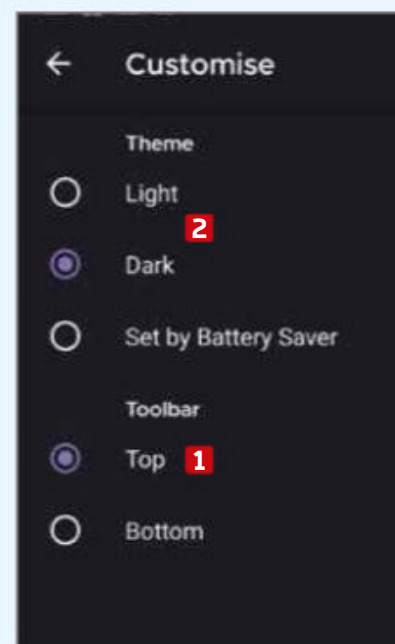 Customise
Theme
Light
2
Dark
Set by Battery Saver
Toolbar
Top 1
Bottom